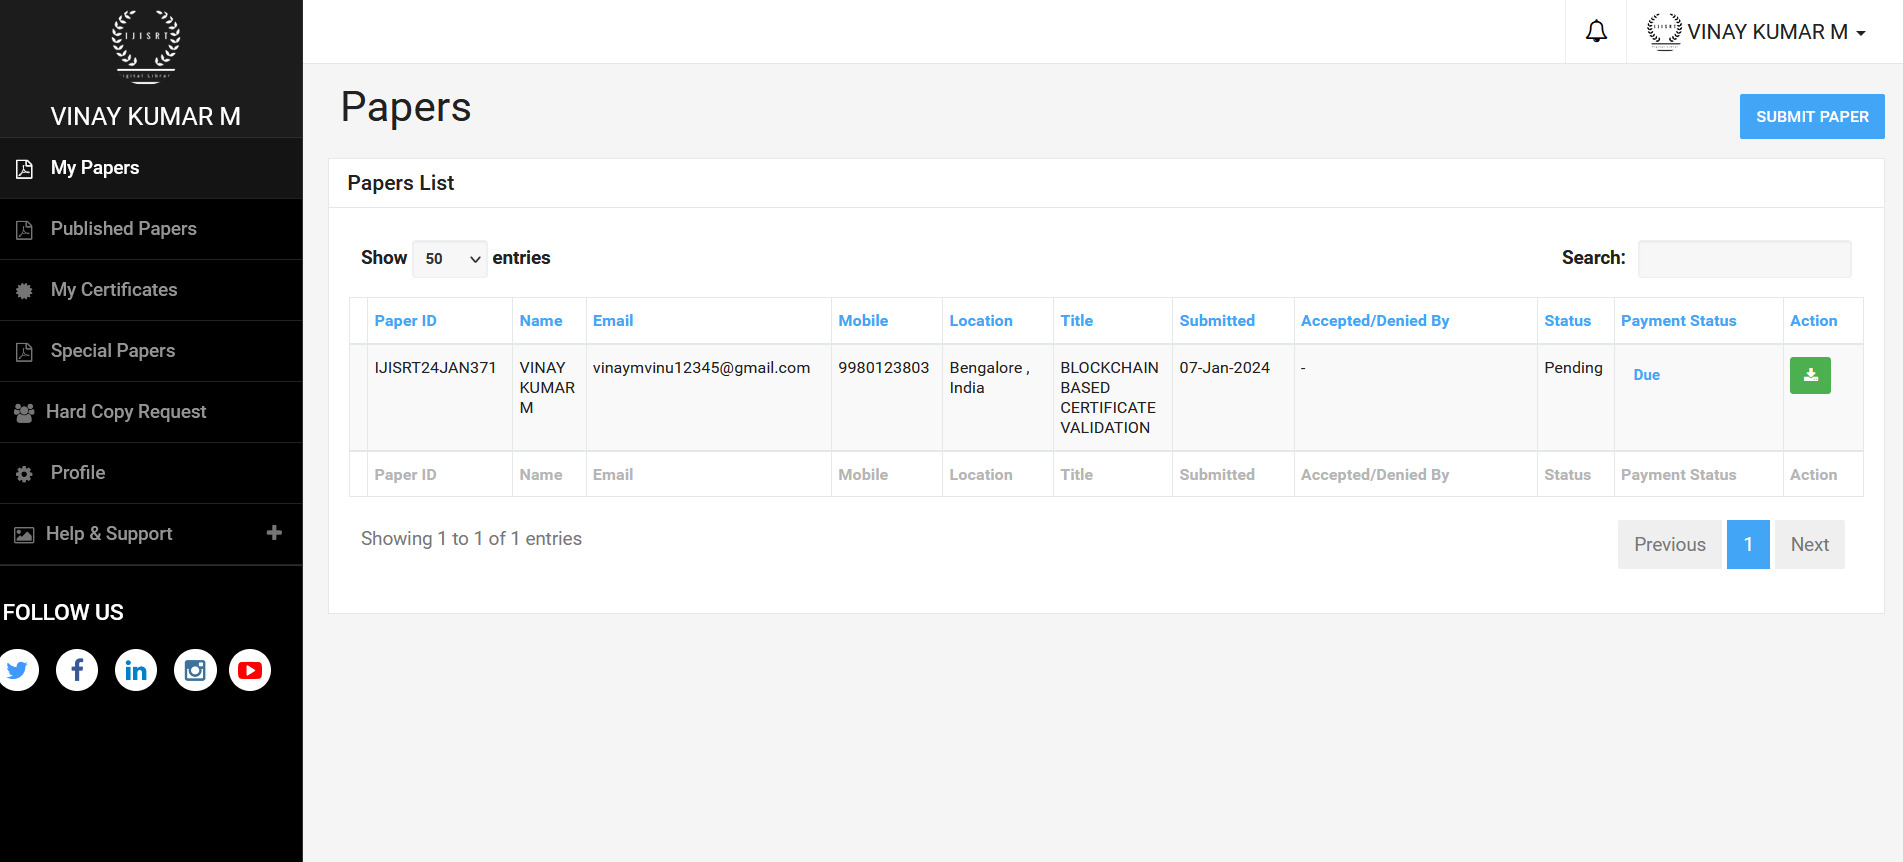 IJISRT
Digital Library
VINAY KUMAR M
My Papers
Published Papers
My Certificates
Special Papers
Hard Copy Request
Profile
Help & Support
FOLLOW US
IJISRT
VINAY KUMAR M
Papers
SUBMIT PAPER
Papers List
Show 50 entries
Search:
Paper ID Name Email Mobile Location Title Submitted Accepted/Denied By Status Payment Status Action
IJISRT24JAN371 VINAY vinaymvinu12345@gmail.com 9980123803 Bengalore , BLOCKCHAIN 07-Jan-2024 - Pending Due
KUMAR India BASED
M CERTIFICATE
VALIDATION
Paper ID Name Email Mobile Location Title Submitted Accepted/Denied By Status Payment Status Action
Showing 1 to 1 of 1 entries
Previous 1 Next